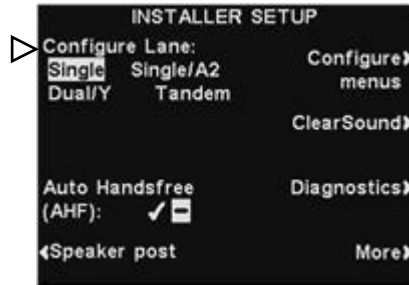 INSTALLER SETUP
Configure Lane:
Single Single/A2
Dual/Y Tandem
Configure
menus
ClearSound
Auto Handsfree
(AHF):
Diagnostics
Speaker post
More